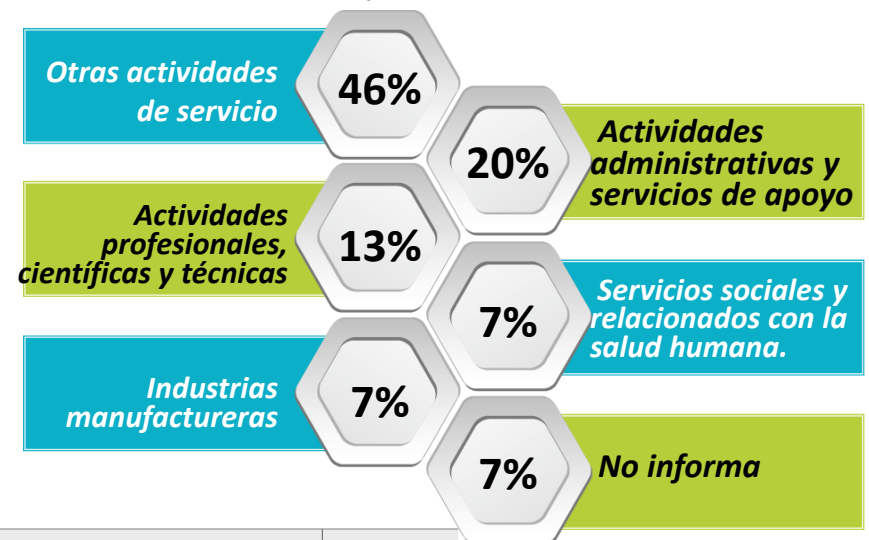 Otras actividades
de servicio
46%
20%
Actividades
administrativas y
servicios de apoyo
Actividades
profesionales,
científicas y técnicas
13%
7%
Servicios sociales y
relacionados con la
salud humana.
Industrias
manufactureras
7%
7%
No informa